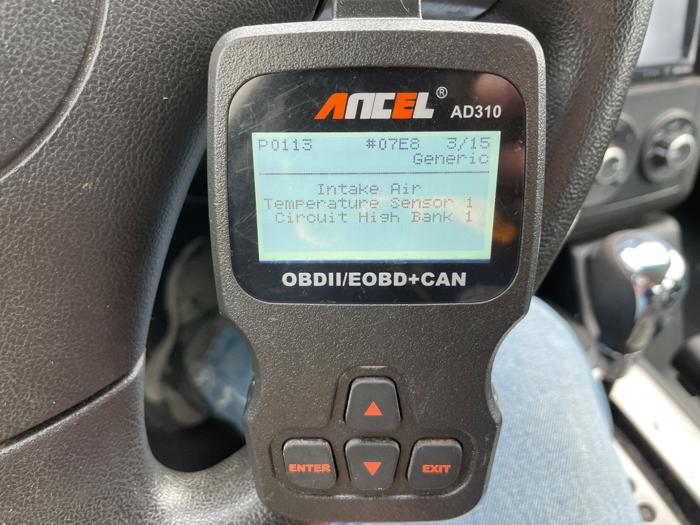 ANCEL® AD310
P0113 #07E8 3/15
Generic
Intake Air
Temperature Sensor 1
Circuit High Bank 1
OBDII/EOBD+CAN
ENTER EXIT